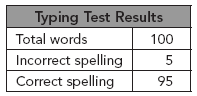 Typing Test Results
Total words 100
Incorrect spelling 5
Correct spelling 95